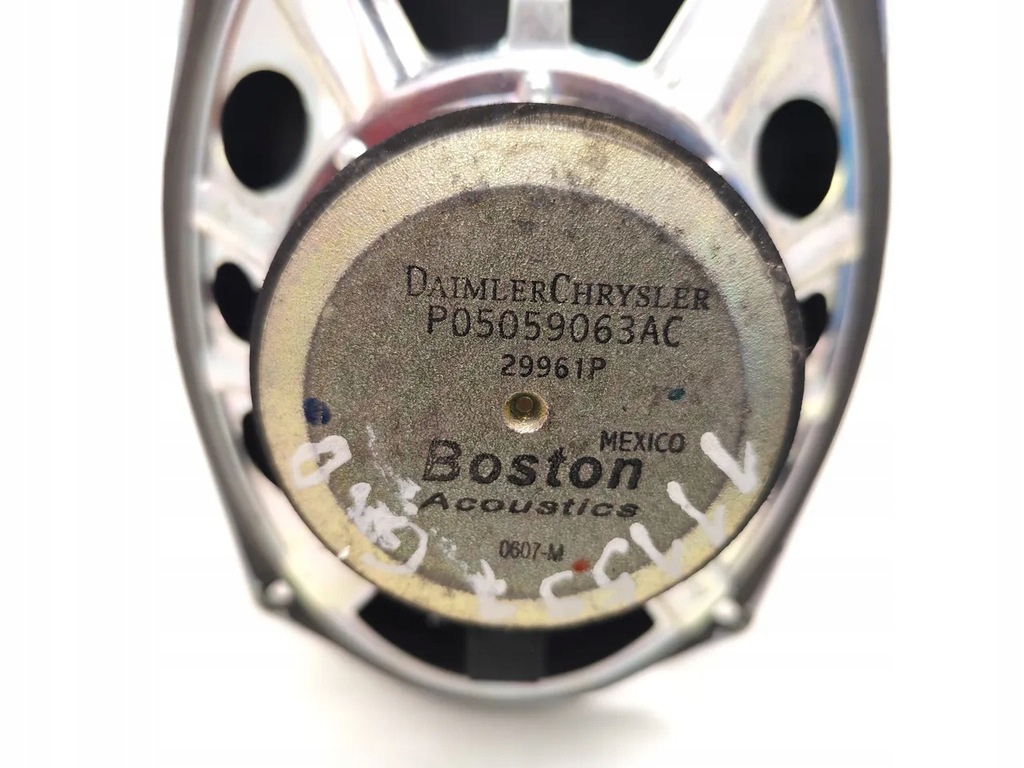 DAIMLERCHRYSLER
P05059063AC
29961P
MEXICO
Boston
Acoustics
0607-M